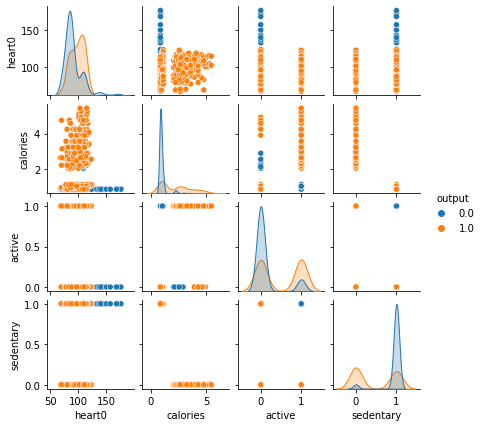 heart0
150
100
calories
4
2
output
0.0
1.0
active
1.0
0.5
0.0
sedentary
1.0
0.5
0.0
50 100 150 0 5 0 1 0 1
heart0 calories active sedentary